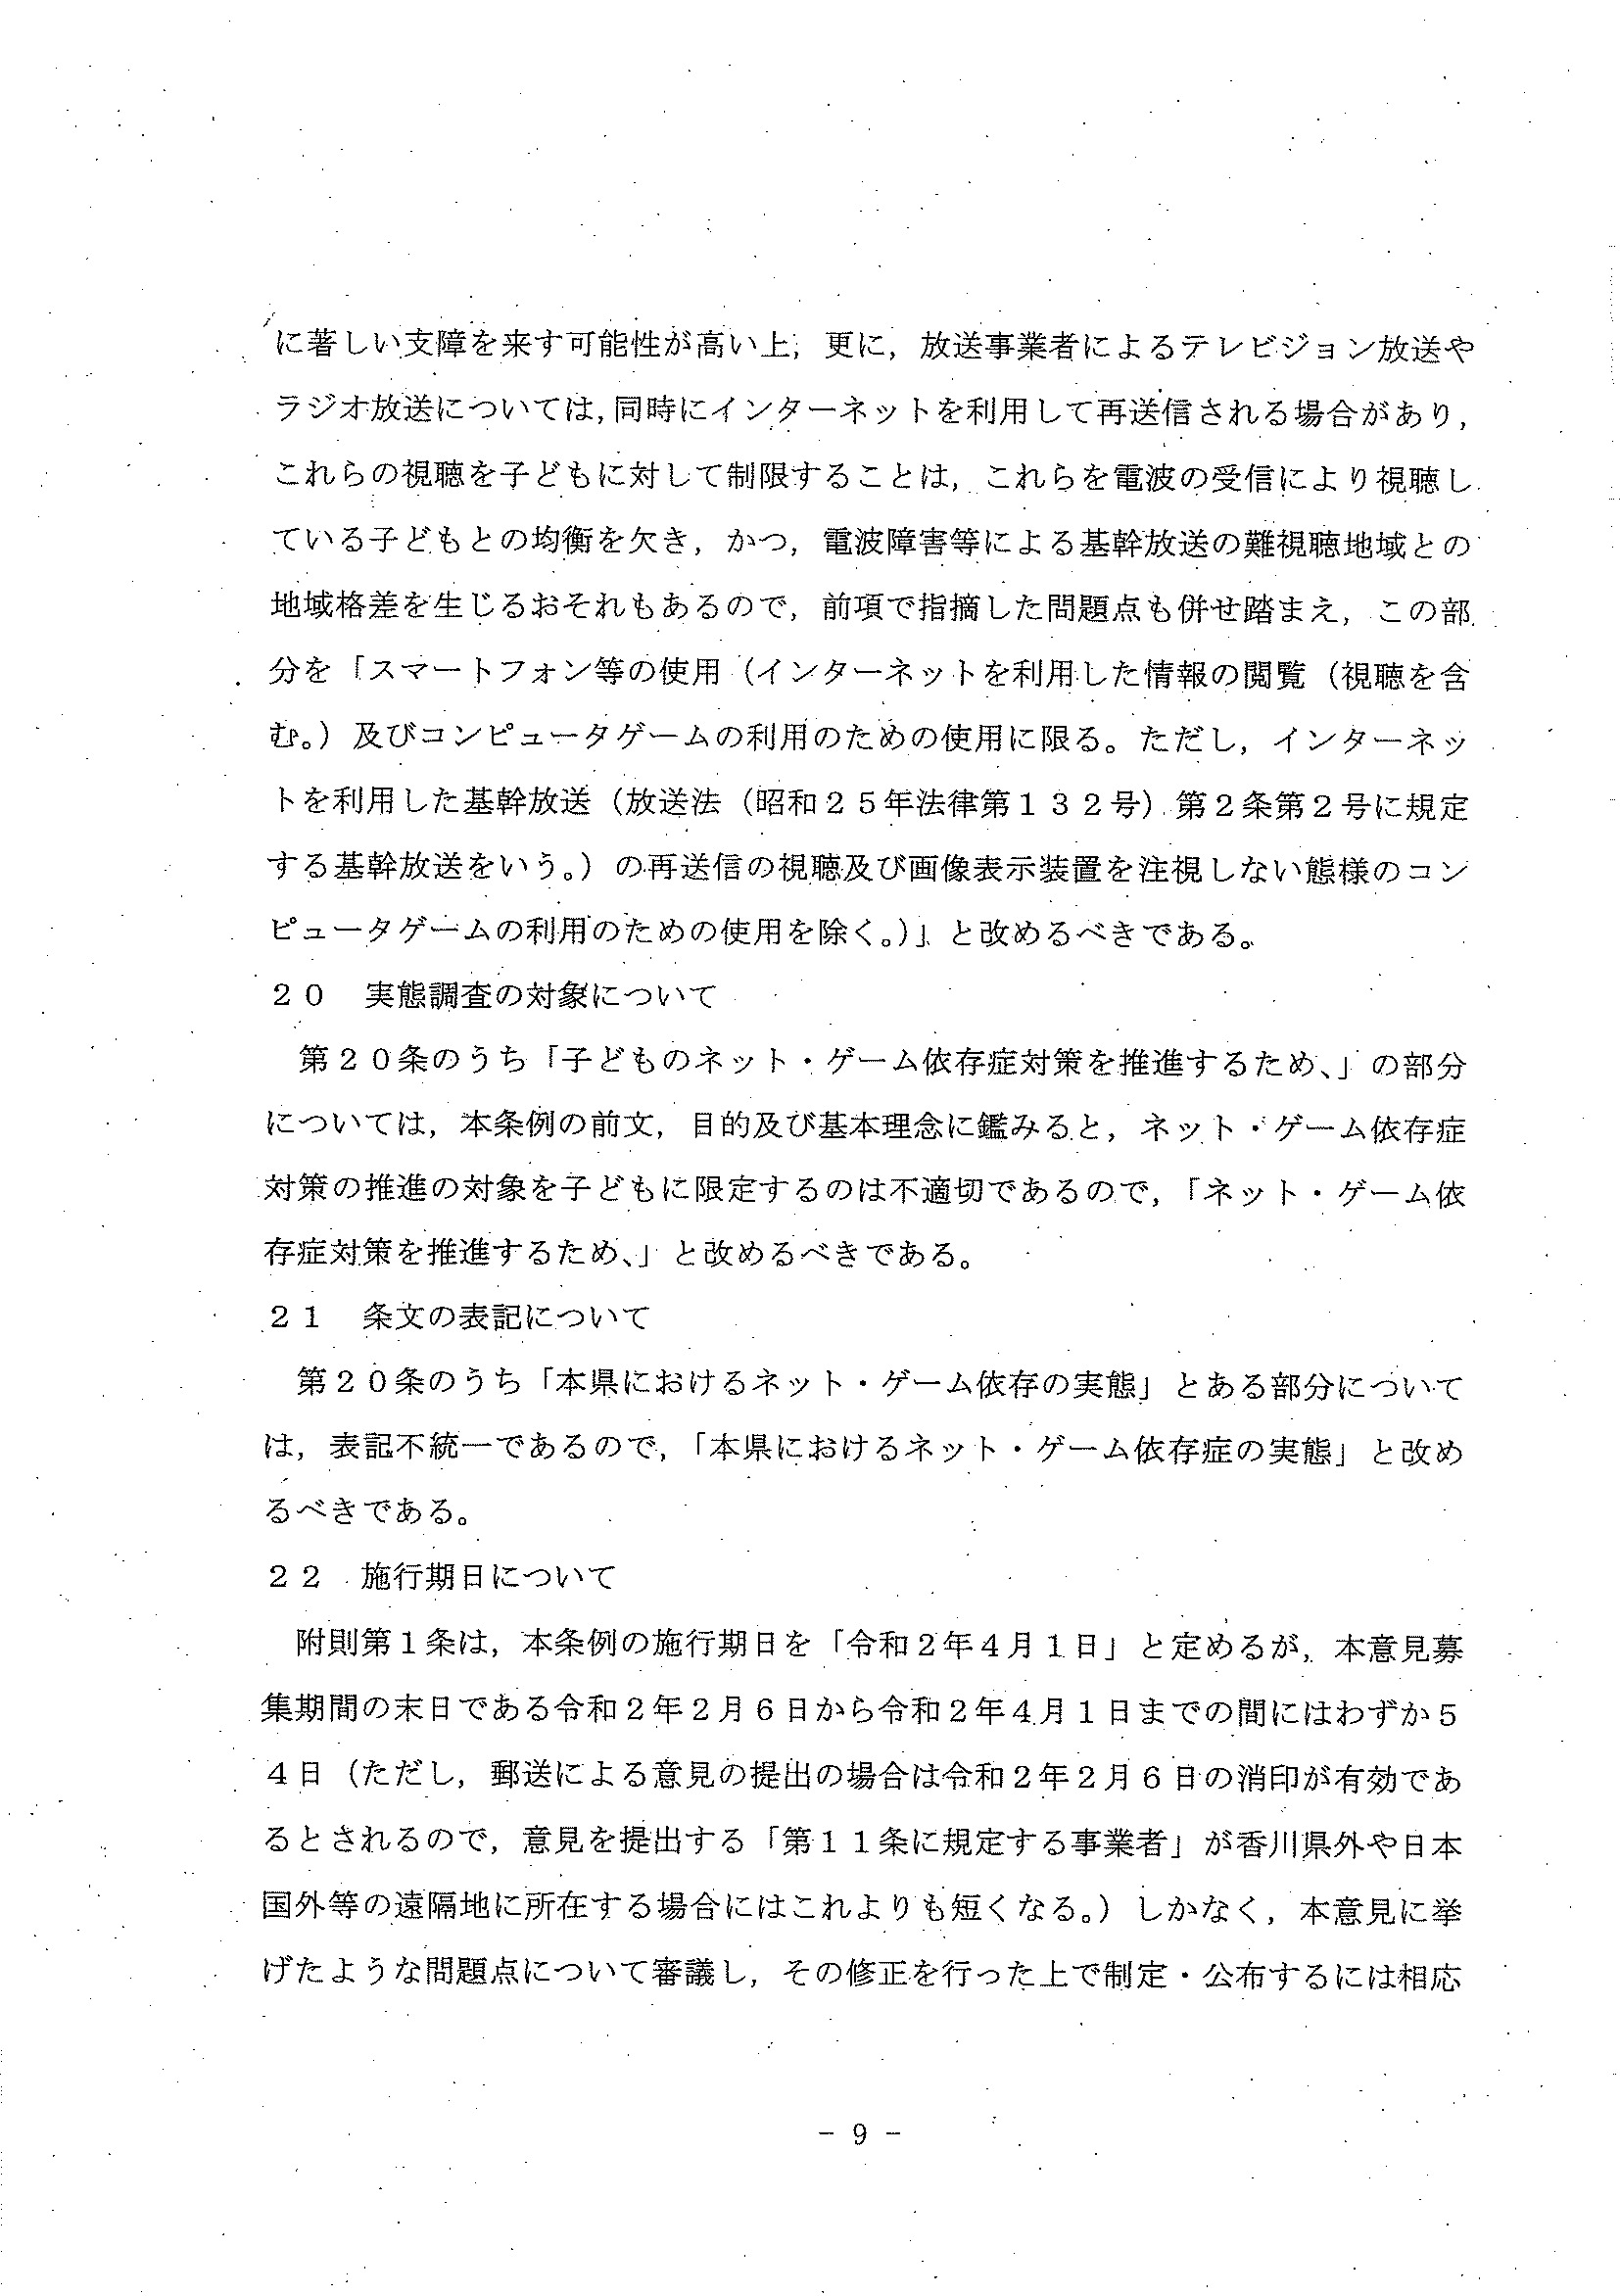 に著しい支障を来す可能性が高い上，更に，放送事業者によるテレビジョン放送や
ラジオ放送については，同時にインターネットを利用して再送信される場合があり，
これらの視聴を子どもに対して制限することは，これらを電波の受信により視聴し
ている子どもとの均衡を欠き，かつ，電波障害等による基幹放送の難視聴地域との
地域格差を生じるおそれもあるので，前項で指摘した問題点も併せ踏まえ，この部
分を「スマートフォン等の使用（インターネットを利用した情報の閲覧（視聴を含
む。）及びコンピュータゲームの利用のための使用に限る。ただし，インターネッ
トを利用した基幹放送（放送法（昭和２５年法律第１３２号）第２条第２号に規定
する基幹放送をいう。）の再送信の視聴及び画像表示装置を注視しない態様のコン
ピュータゲームの利用のための使用を除く。）」と改めるべきである。
２０　実態調査の対象について
　第２０条のうち「子どものネット・ゲーム依存症対策を推進するため、」の部分
については，本条例の前文，目的及び基本理念に鑑みると，ネット・ゲーム依存症
対策の推進の対象を子どもに限定するのは不適切であるので，「ネット・ゲーム依
存症対策を推進するため、」と改めるべきである。
２１　条文の表記について
　第２０条のうち「本県におけるネット・ゲーム依存の実態」とある部分について
は，表記不統一であるので，「本県におけるネット・ゲーム依存症の実態」と改め
るべきである。
２２　施行期日について
　附則第１条は，本条例の施行期日を「令和２年４月１日」と定めるが，本意見募
集期間の末日である令和２年２月６日から令和２年４月１日までの間にはわずか５
４日（ただし，郵送による意見の提出の場合は令和２年２月６日の消印が有効であ
るとされるので，意見を提出する「第１１条に規定する事業者」が香川県外や日本
国外等の遠隔地に所在する場合にはこれよりも短くなる。）しかなく，本意見に挙
げたような問題点について審議し，その修正を行った上で制定・公布するには相応
- 9 -